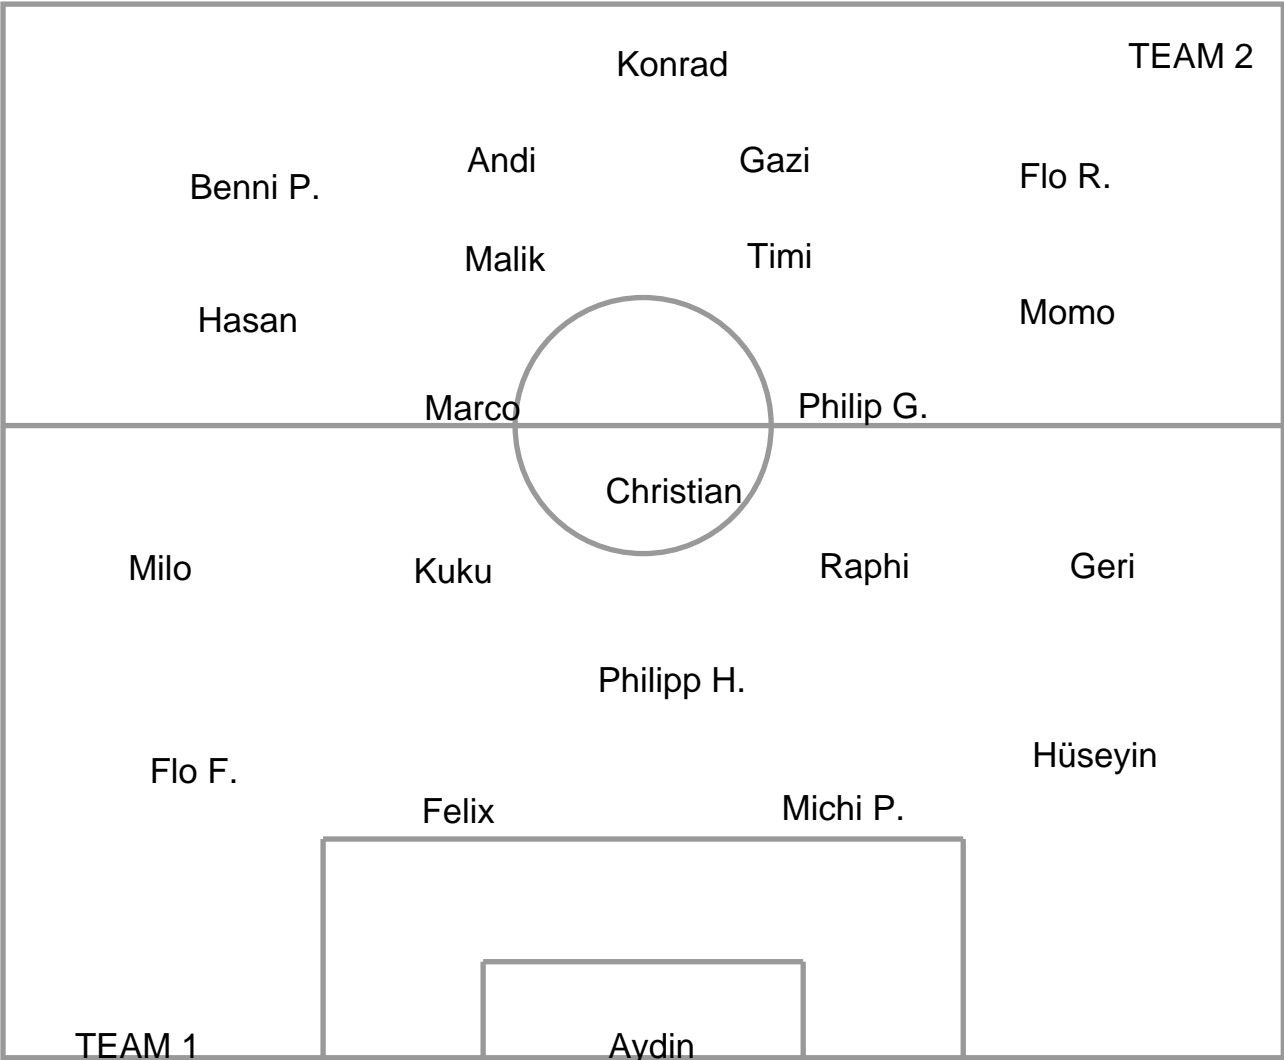 TEAM 2
Konrad
Andi
Gazi
Benni P.
Flo R.
Malik
Timi
Hasan
Momo
Marco
Philip G.
Christian
Milo
Kuku
Raphi
Geri
Philipp H.
Flo F.
Hüseyin
Felix
Michi P.
TEAM 1
Aydin